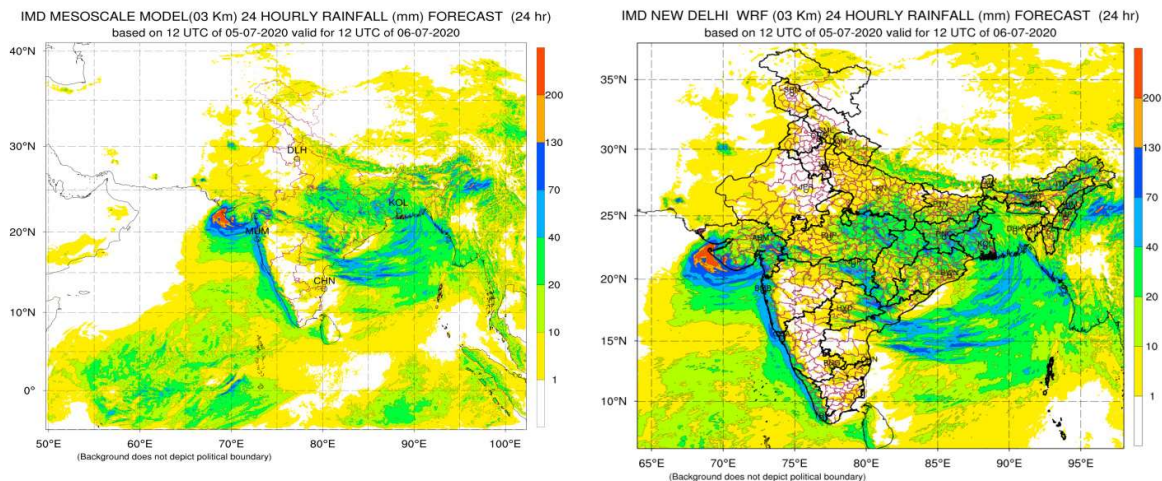 IMD MESOSCALE MODEL(03 Km) 24 HOURLY RAINFALL (mm) FORECAST (24 hr)
based on 12 UTC of 05-07-2020 valid for 12 UTC of 06-07-2020
40°N
30°N
20°N
10°N
0°
DLH
KOL
MUM
CHN
200
130
70
40
20
10
1
50°E 60°E 70°E 80°E 90°E 100°E
(Background does not depict political boundary)
IMD NEW DELHI WRF (03 Km) 24 HOURLY RAINFALL (mm) FORECAST (24 hr)
based on 12 UTC of 05-07-2020 valid for 12 UTC of 06-07-2020
35°N
30°N
25°N
20°N
15°N
10°N
200
130
70
40
20
10
1
65°E 70°E 75°E 80°E 85°E 90°E 95°E
(Background does not depict political boundary)